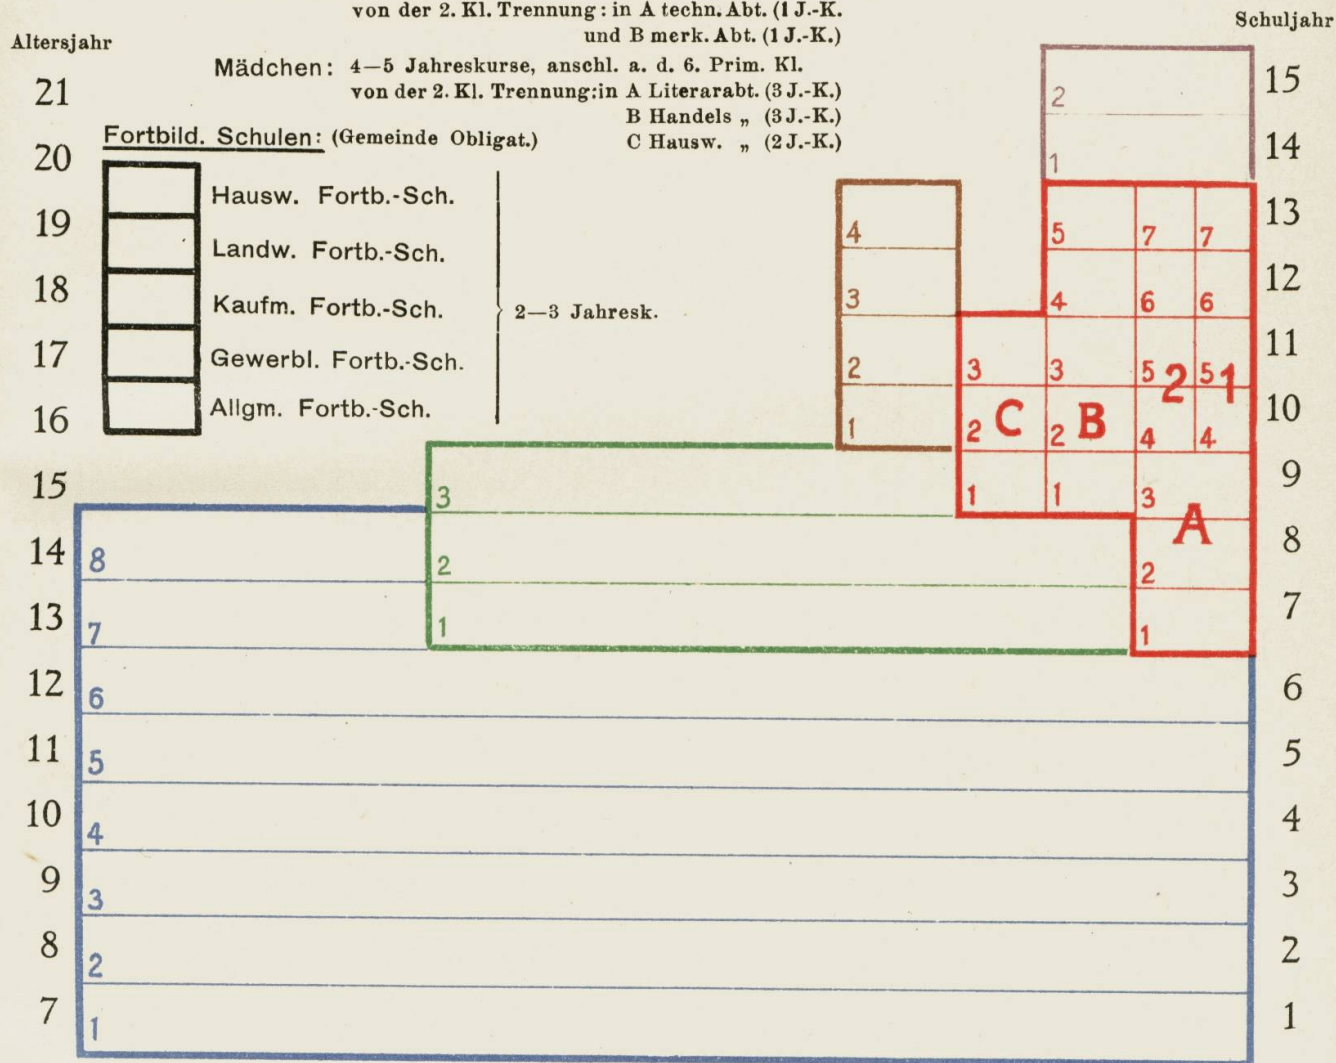 von der 2. Kl. Trennung: in A techn. Abt. (1 J.-K.
und B merk. Abt. (1 J.-K.)
Altersjahr
Schuljahr
Mädchen: 4—5 Jahreskurse, anschl. a. d. 6. Prim. Kl.
von der 2. Kl. Trennung: in A Literarabt. (3 J.-K.)
B Handels „ (3 J.-K.)
C Hausw. „ (2 J.-K.)
Fortbild. Schulen: (Gemeinde Obligat.)
Hausw. Fortb.-Sch.
Landw. Fortb.-Sch.
Kaufm. Fortb.-Sch.
Gewerbl. Fortb.-Sch.
Allgm. Fortb.-Sch.
2—3 Jahresk.
21 2 15
20 1 14
19 4 5 7 7 13
18 3 4 6 6 12
17 2 3 3 5 2 5 1 11
16 1 2 C 2 B 4 4 10
15 3 1 1 3 A 9
14 8 2 2 8
13 7 1 1 7
12 6 6
11 5 5
10 4 4
9 3 3
8 2 2
7 1 1